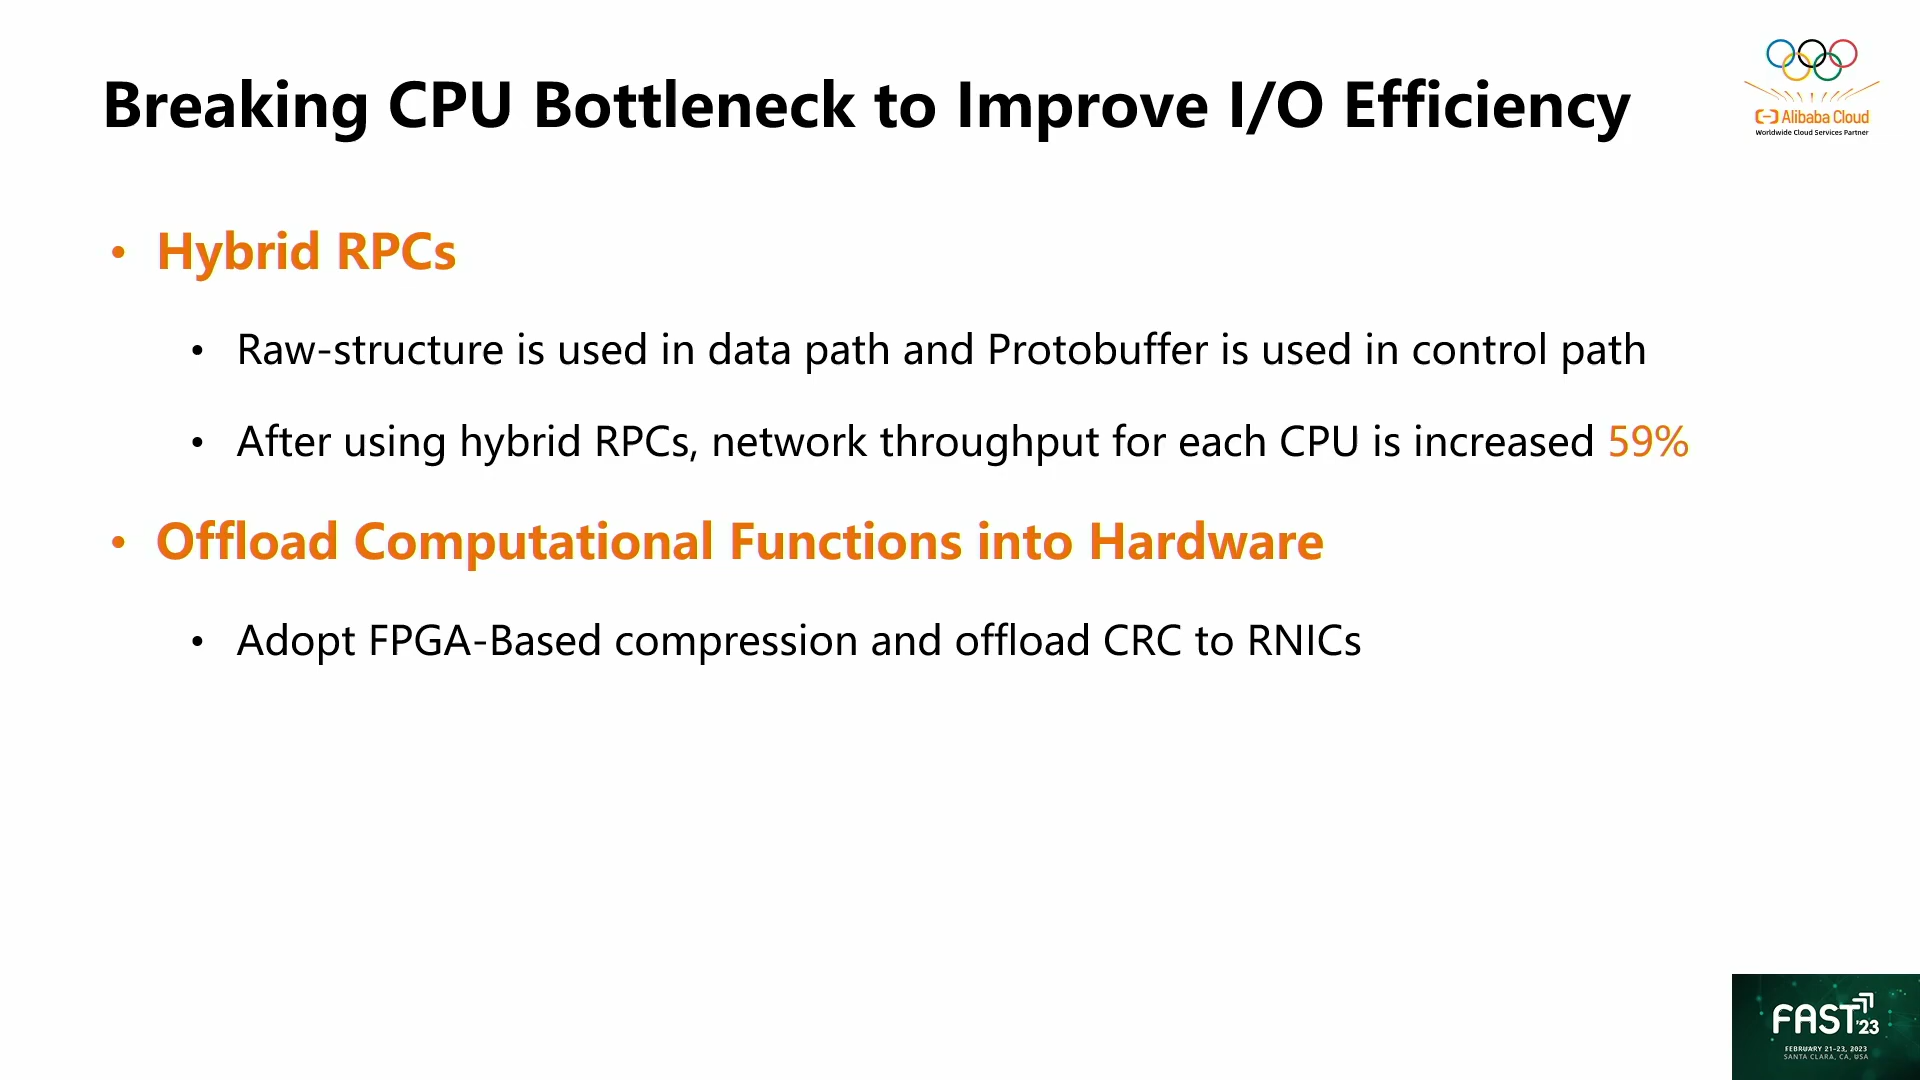 Breaking CPU Bottleneck to Improve I/O Efficiency
Alibaba Cloud
Worldwide Cloud Services Partner
• Hybrid RPCs
• Raw-structure is used in data path and Protobuffer is used in control path
• After using hybrid RPCs, network throughput for each CPU is increased 59%
• Offload Computational Functions into Hardware
• Adopt FPGA-Based compression and offload CRC to RNICs
FAST '23
FEBRUARY 21–23, 2023
SANTA CLARA, CA, USA